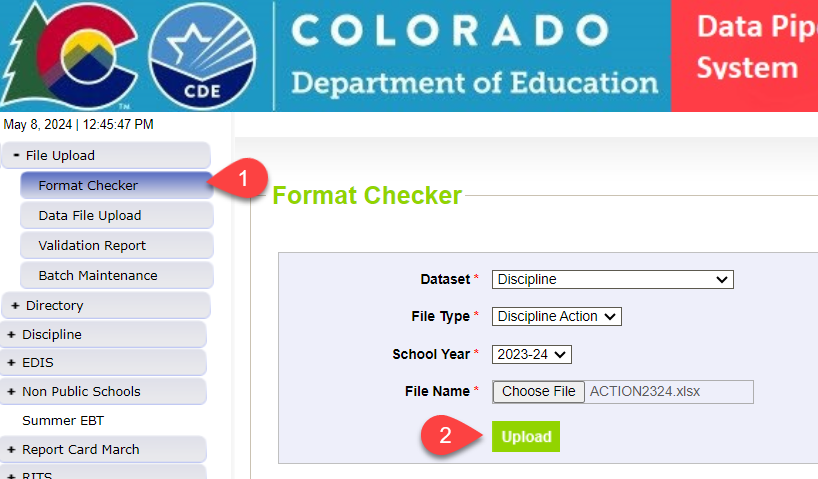 COLORADO
Department of Education
CDE
TM
Data Pip
System
May 8, 2024 | 12:45:47 PM
- File Upload
Format Checker
1
Data File Upload
Validation Report
Batch Maintenance
+ Directory
+ Discipline
+ EDIS
+ Non Public Schools
Summer EBT
+ Report Card March
+ RITS
Format Checker
Dataset * Discipline
File Type * Discipline Action
School Year * 2023-24
File Name * Choose File ACTION2324.xlsx
2
Upload